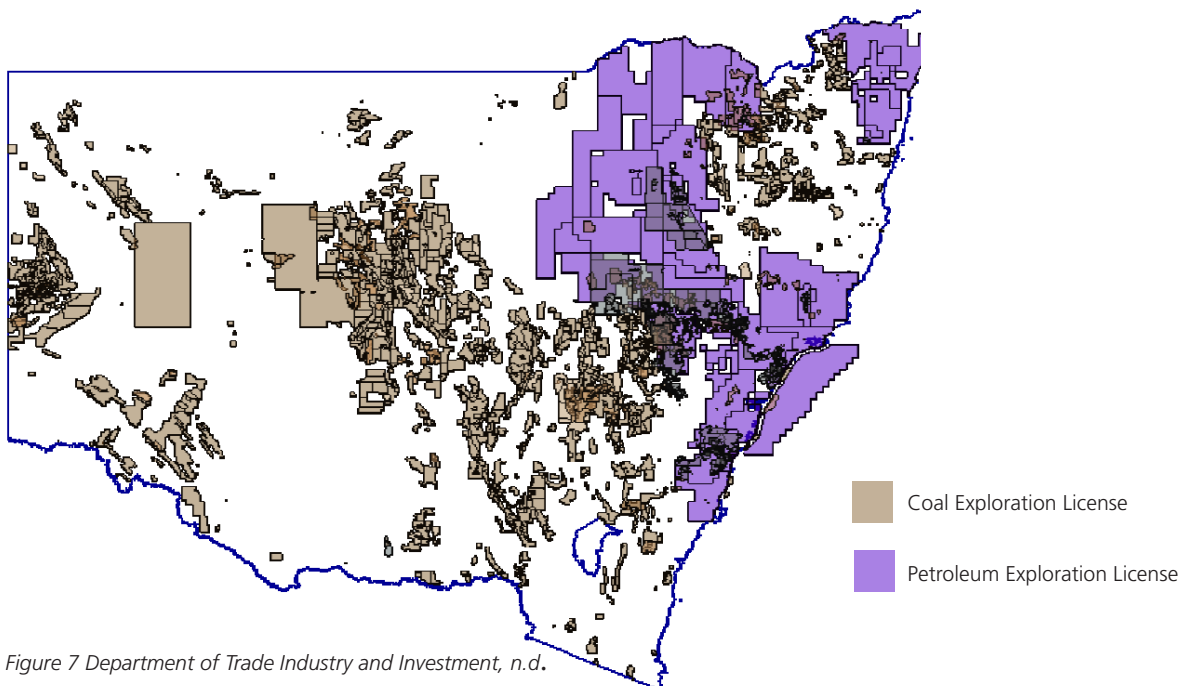 Coal Exploration License
Petroleum Exploration License
Figure 7 Department of Trade Industry and Investment, n.d.